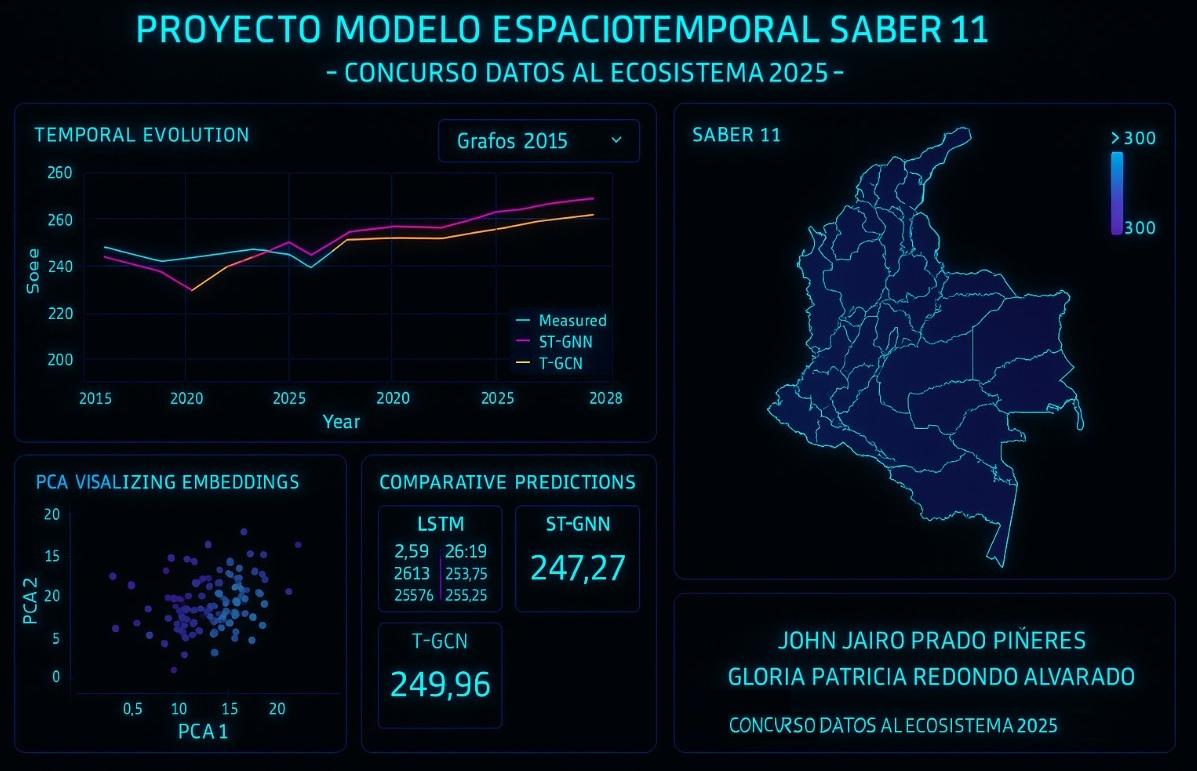 PROYECTO MODELO ESPACIOTEMPORAL SABER 11
- CONCURSO DATOS AL ECOSISTEMA 2025 -
TEMPORAL EVOLUTION
Grafos 2015
260
260
240
220
200
Soee
Measured
ST-GNN
T-GCN
2015 2020 2025 2020 2025 2028
Year
SABER 11
> 300
300
PCA VISALIZING EMBEDDINGS
20
15
20
5
0
PCA 2
0,5 10 15 20
PCA 1
COMPARATIVE PREDICTIONS
LSTM
2,59 26:19
2613 253,75
25576 255,25
ST-GNN
247,27
T-GCN
249,96
JOHN JAIRO PRADO PIÑERES
GLORIA PATRICIA REDONDO ALVARADO
CONCURSO DATOS AL ECOSISTEMA 2025